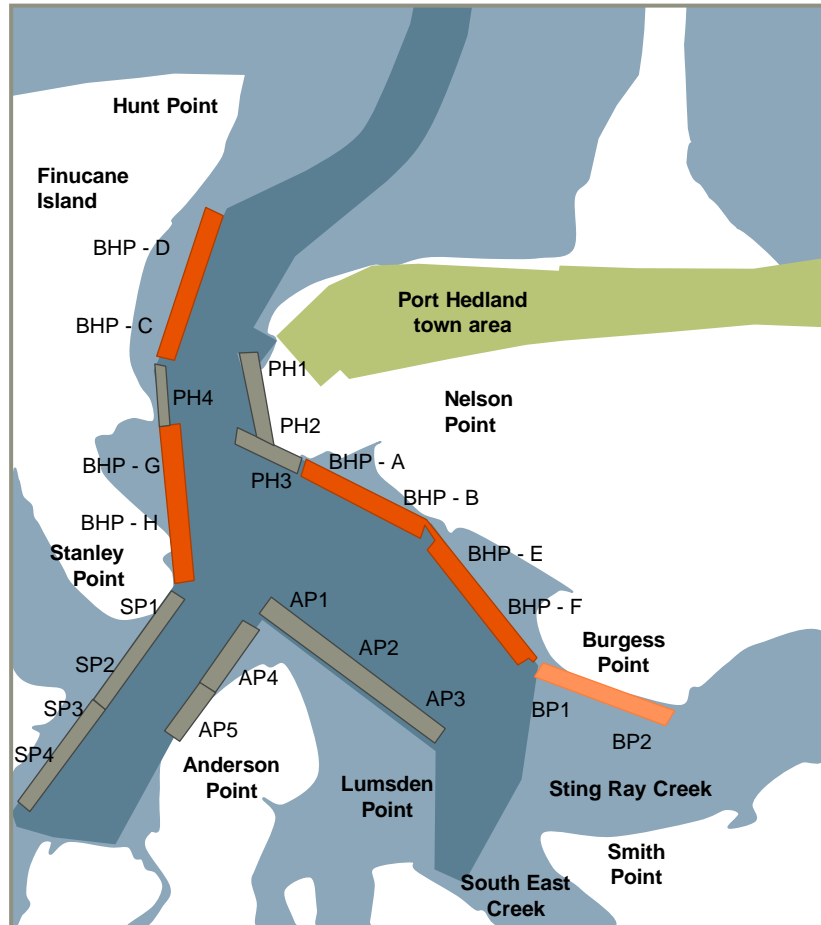 Hunt Point
Finucane
Island
BHP - D
BHP - C
Port Hedland
town area
PH1
PH4
PH2
Nelson
Point
PH3
BHP - A
BHP - G
BHP - B
BHP - H
Stanley
Point
BHP - E
BHP - F
SP1
AP1
AP2
Burgess
Point
SP2
AP4
AP3
SP3
BP1
SP4
AP5
BP2
Anderson
Point
Lumsden
Point
Sting Ray Creek
Smith
Point
South East
Creek